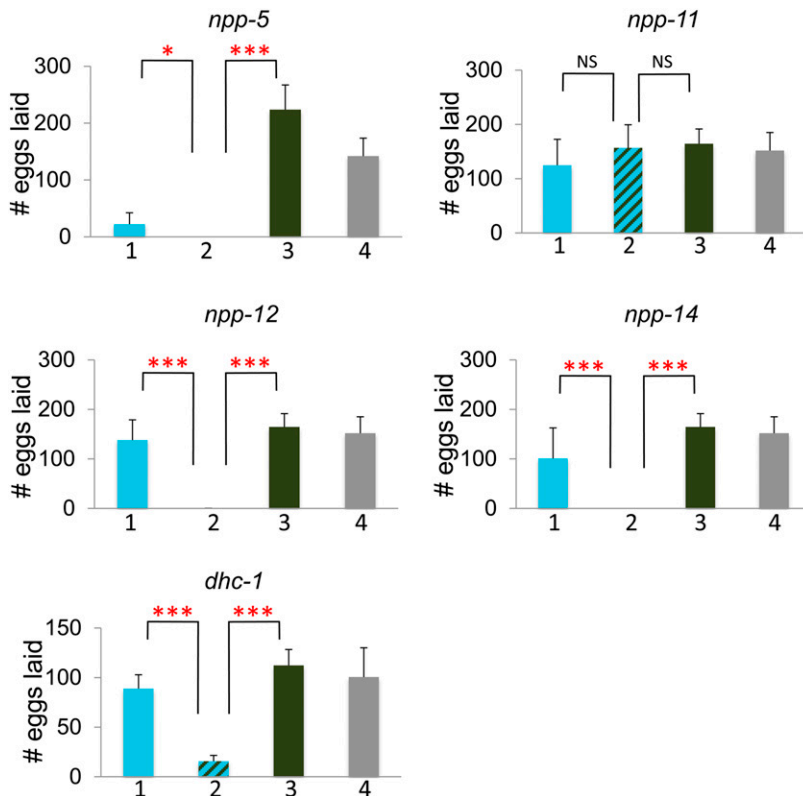 npp-5
* ***
# eggs laid
300
200
100
0
1 2 3 4
npp-11
NS NS
# eggs laid
300
200
100
0
1 2 3 4
npp-12
*** ***
# eggs laid
300
200
100
0
1 2 3 4
npp-14
*** ***
# eggs laid
300
200
100
0
1 2 3 4
dhc-1
*** ***
# eggs laid
150
100
50
0
1 2 3 4